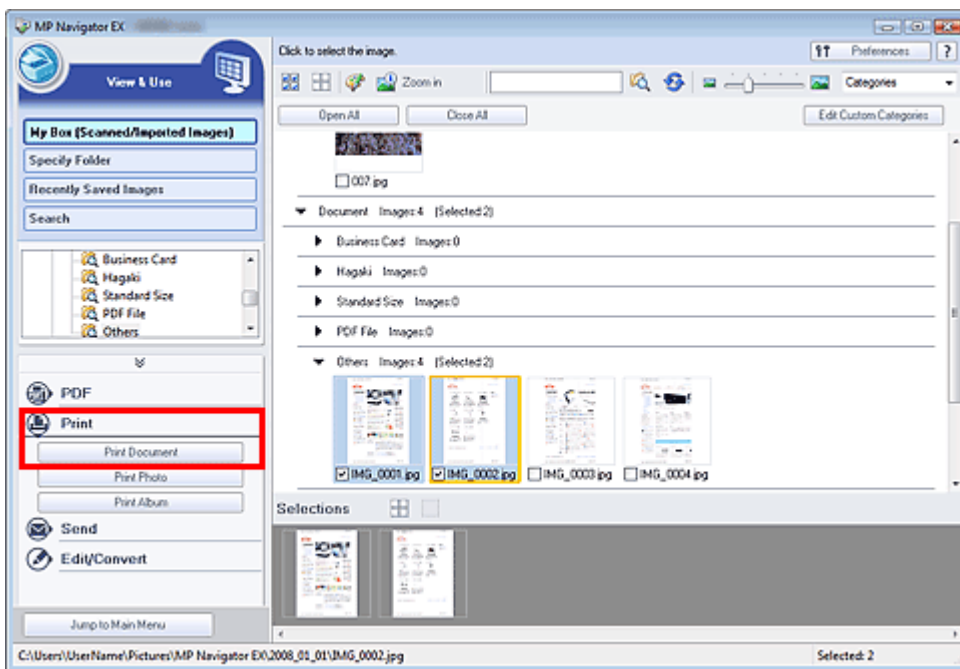 MP Navigator EX
View & Use
My Box (Scanned/Imported Images)
Specify Folder
Recently Saved Images
Search
Business Card
Hagaki
Standard Size
PDF File
Others
PDF
Print
Print Document
Print Photo
Print Album
Send
Edit/Convert
Jump to Main Menu
Click to select the image.
Preferences
?
Zoom in
Categories
Open All
Close All
Edit Custom Categories
007.jpg
Document Images:4 (Selected:2)
Business Card Images:0
Hagaki Images:0
Standard Size Images:0
PDF File Images:0
Others Images:4 (Selected:2)
IMG_0001.jpg IMG_0002.jpg IMG_0003.jpg IMG_0004.jpg
Selections
C:\Users\UserName\Pictures\MP Navigator EX\2008_01_01\IMG_0002.jpg
Selected: 2